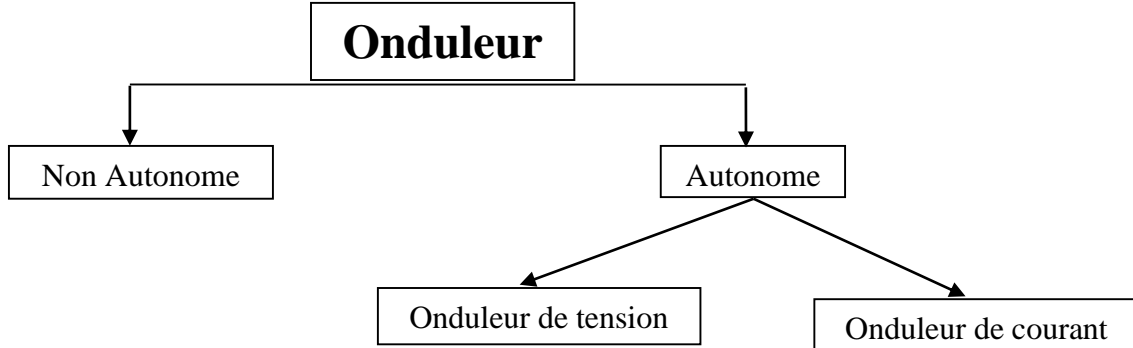 Onduleur
Non Autonome
Autonome
Onduleur de tension
Onduleur de courant